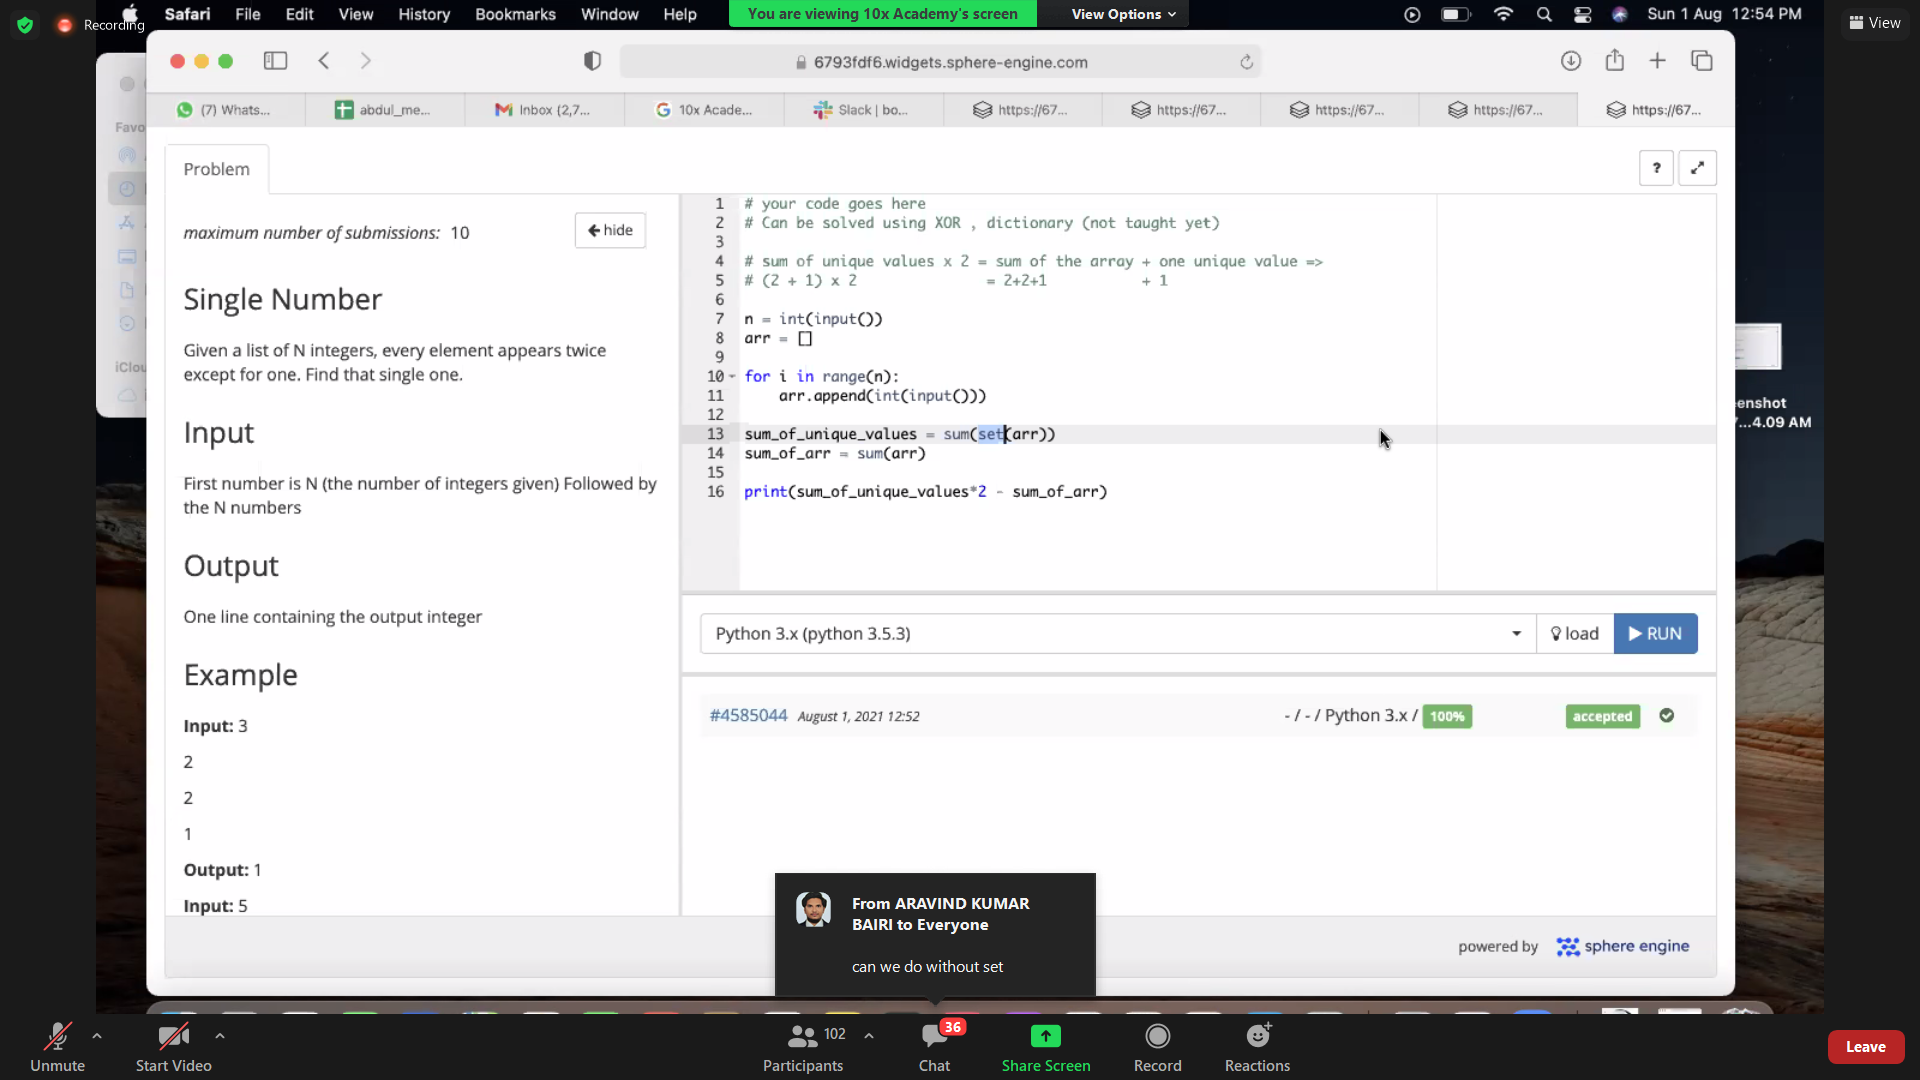 Recording
Safari File Edit View History Bookmarks Window Help
You are viewing 10x Academy's screen
View Options
Sun 1 Aug 12:54 PM
View
6793fdf6.widgets.sphere-engine.com
(7) Whats...
abdul_me...
Inbox (2,7...
10x Acade...
Slack | bo...
https://67...
https://67...
https://67...
https://67...
https://67...
Favo
iClou
enshot
...4.09 AM
Problem
?
maximum number of submissions: 10
hide
Single Number
Given a list of N integers, every element appears twice
except for one. Find that single one.
Input
First number is N (the number of integers given) Followed by
the N numbers
Output
One line containing the output integer
Example
Input: 3
2
2
1
Output: 1
Input: 5
1 # your code goes here
2 # Can be solved using XOR , dictionary (not taught yet)
3
4 # sum of unique values x 2 = sum of the array + one unique value =>
5 # (2 + 1) x 2 = 2+2+1 + 1
6
7 n = int(input())
8 arr = []
9
10 for i in range(n):
11 arr.append(int(input()))
12
13 sum_of_unique_values = sum(set(arr))
14 sum_of_arr = sum(arr)
15
16 print(sum_of_unique_values*2 - sum_of_arr)
Python 3.x (python 3.5.3)
load
RUN
#4585044 August 1, 2021 12:52 - / - / Python 3.x / 100% accepted
powered by sphere engine
From ARAVIND KUMAR
BAIRI to Everyone
can we do without set
Unmute
Start Video
102
Participants
36
Chat
Share Screen
Record
Reactions
Leave